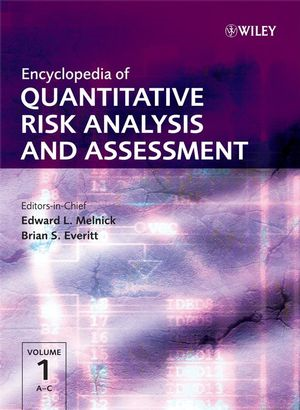 WILEY
Encyclopedia of
QUANTITATIVE
RISK ANALYSIS
AND ASSESSMENT
Editors-in-Chief
Edward L. Melnick
Brian S. Everitt
VOLUME
1
A–C